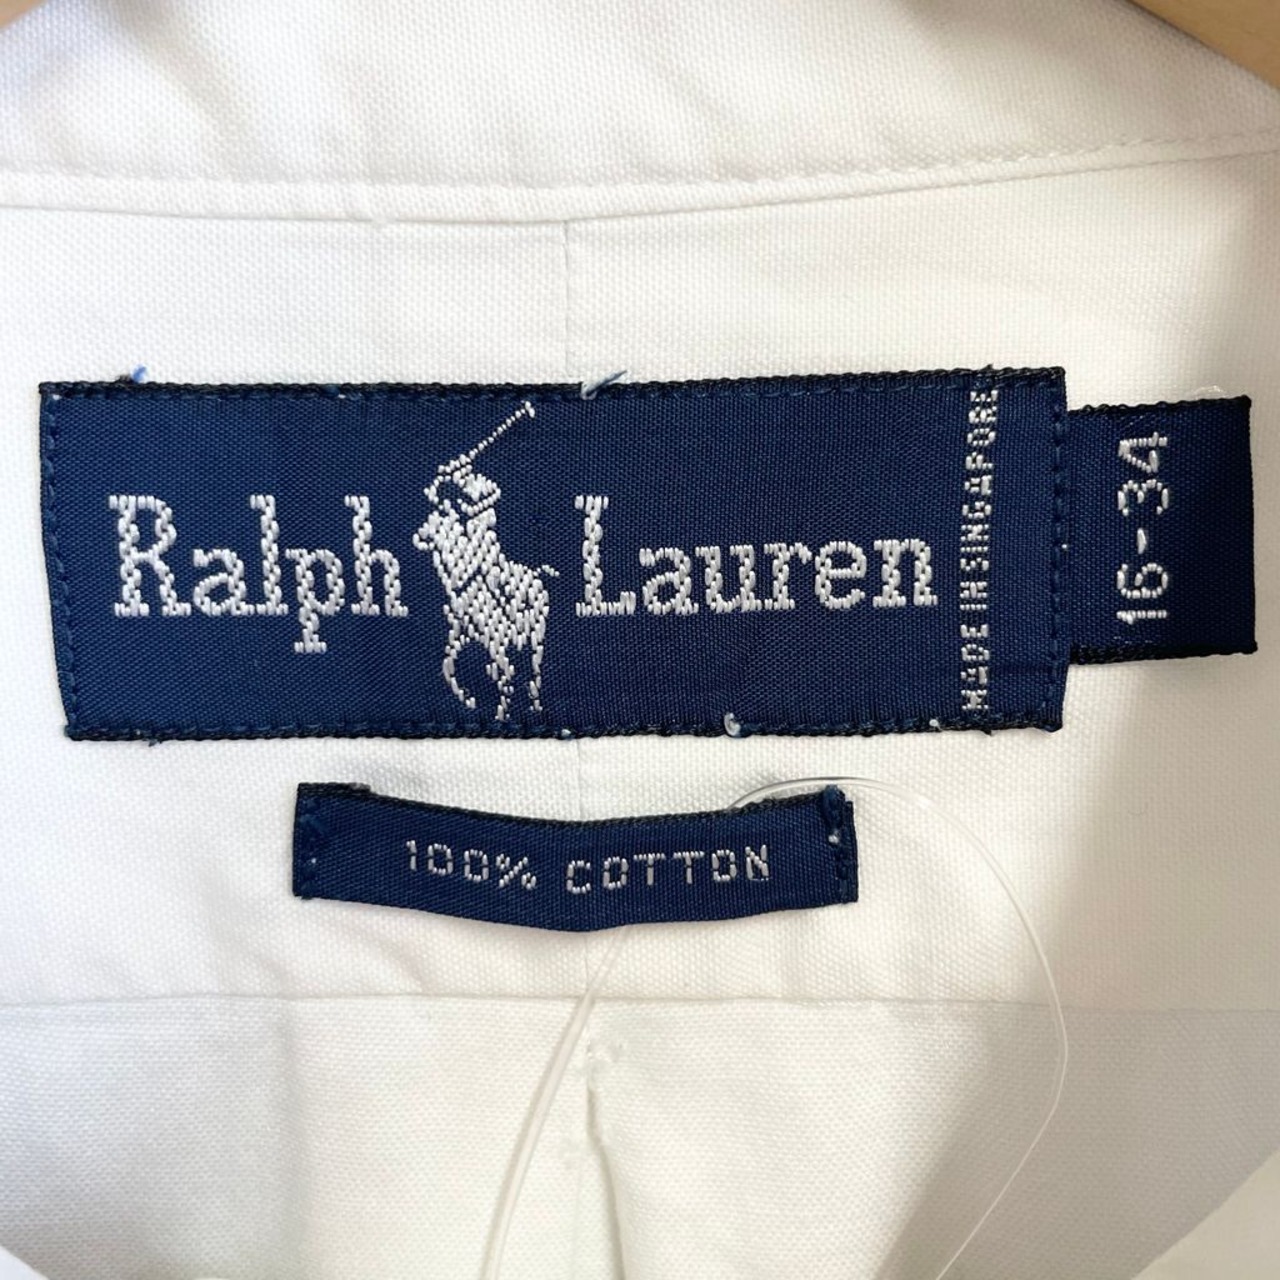 Ralph Lauren
MADE IN SINGAPORE
16-34
100% COTTON